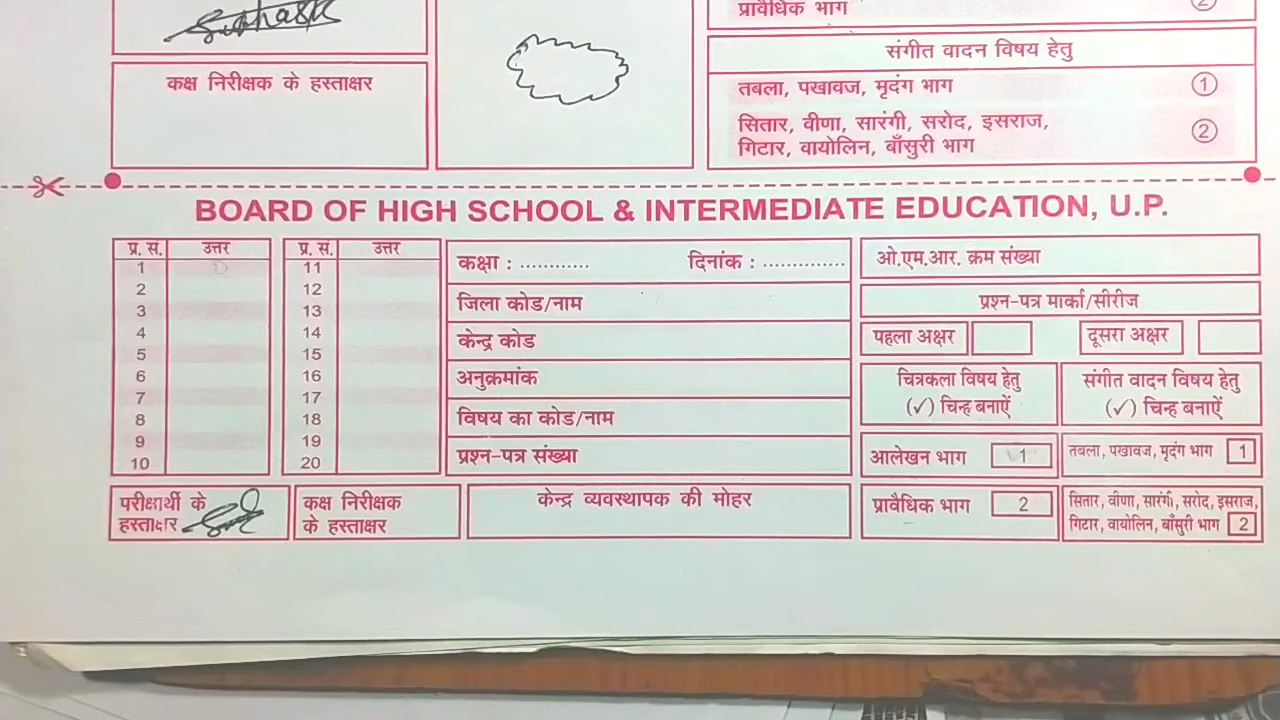 Subhash
प्रावैधिक भाग 2
कक्ष निरीक्षक के हस्ताक्षर
संगीत वादन विषय हेतु
तबला, पखावज, मृदंग भाग 1
सितार, वीणा, सारंगी, सरोद, इसराज,
गिटार, वायोलिन, बाँसुरी भाग 2
BOARD OF HIGH SCHOOL & INTERMEDIATE EDUCATION, U.P.
प्र. सं. उत्तर
1 D
2
3
4
5
6
7
8
9
10
प्र. सं. उत्तर
11
12
13
14
15
16
17
18
19
20
कक्षा : ............ दिनांक : ..............
जिला कोड/नाम
केन्द्र कोड
अनुक्रमांक
विषय का कोड/नाम
प्रश्न-पत्र संख्या
ओ.एम.आर. क्रम संख्या
प्रश्न-पत्र मार्का/सीरीज
पहला अक्षर दूसरा अक्षर
चित्रकला विषय हेतु
(✓) चिन्ह बनाऐं
आलेखन भाग 1
प्रावैधिक भाग 2
संगीत वादन विषय हेतु
(✓) चिन्ह बनाऐं
तबला, पखावज, मृदंग भाग 1
सितार, वीणा, सारंगी, सरोद, इसराज,
गिटार, वायोलिन, बाँसुरी भाग 2
परीक्षार्थी के
हस्ताक्षर
कक्ष निरीक्षक
के हस्ताक्षर
केन्द्र व्यवस्थापक की मोहर